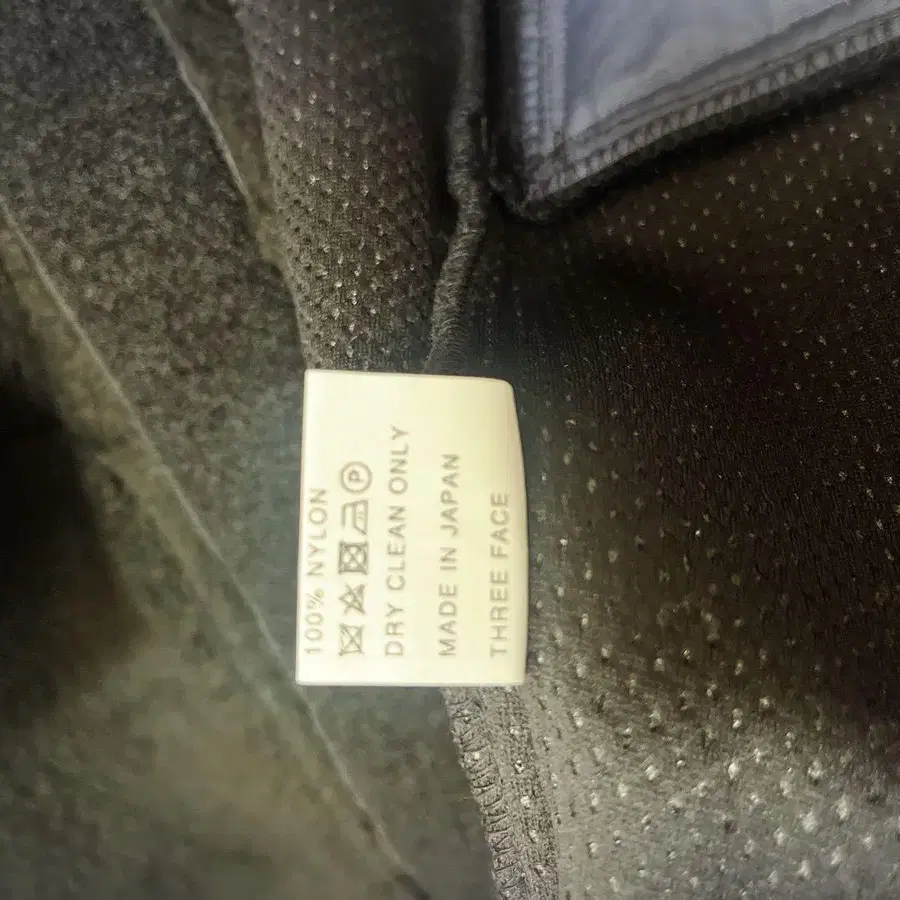 100% NYLON
P
DRY CLEAN ONLY
MADE IN JAPAN
THREE FACE